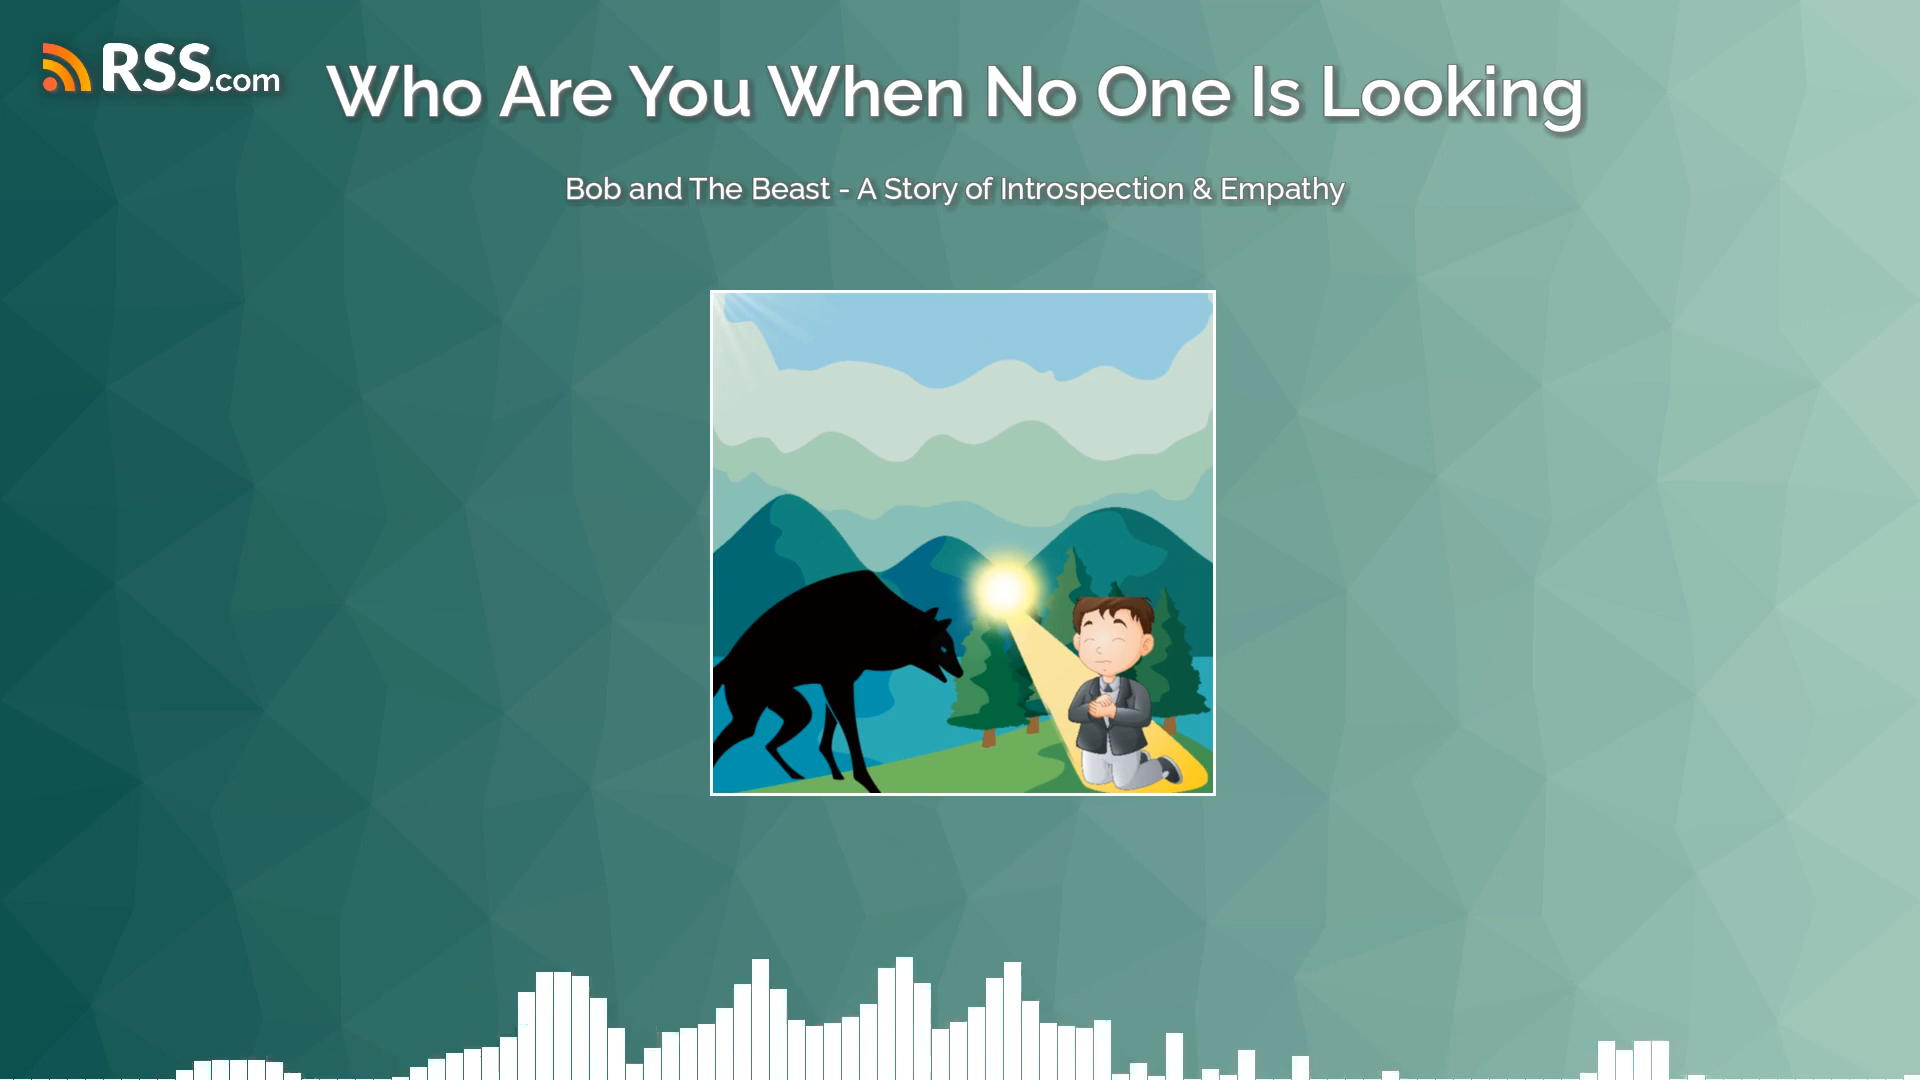 RSS.com
Who Are You When No One Is Looking
Bob and The Beast - A Story of Introspection & Empathy